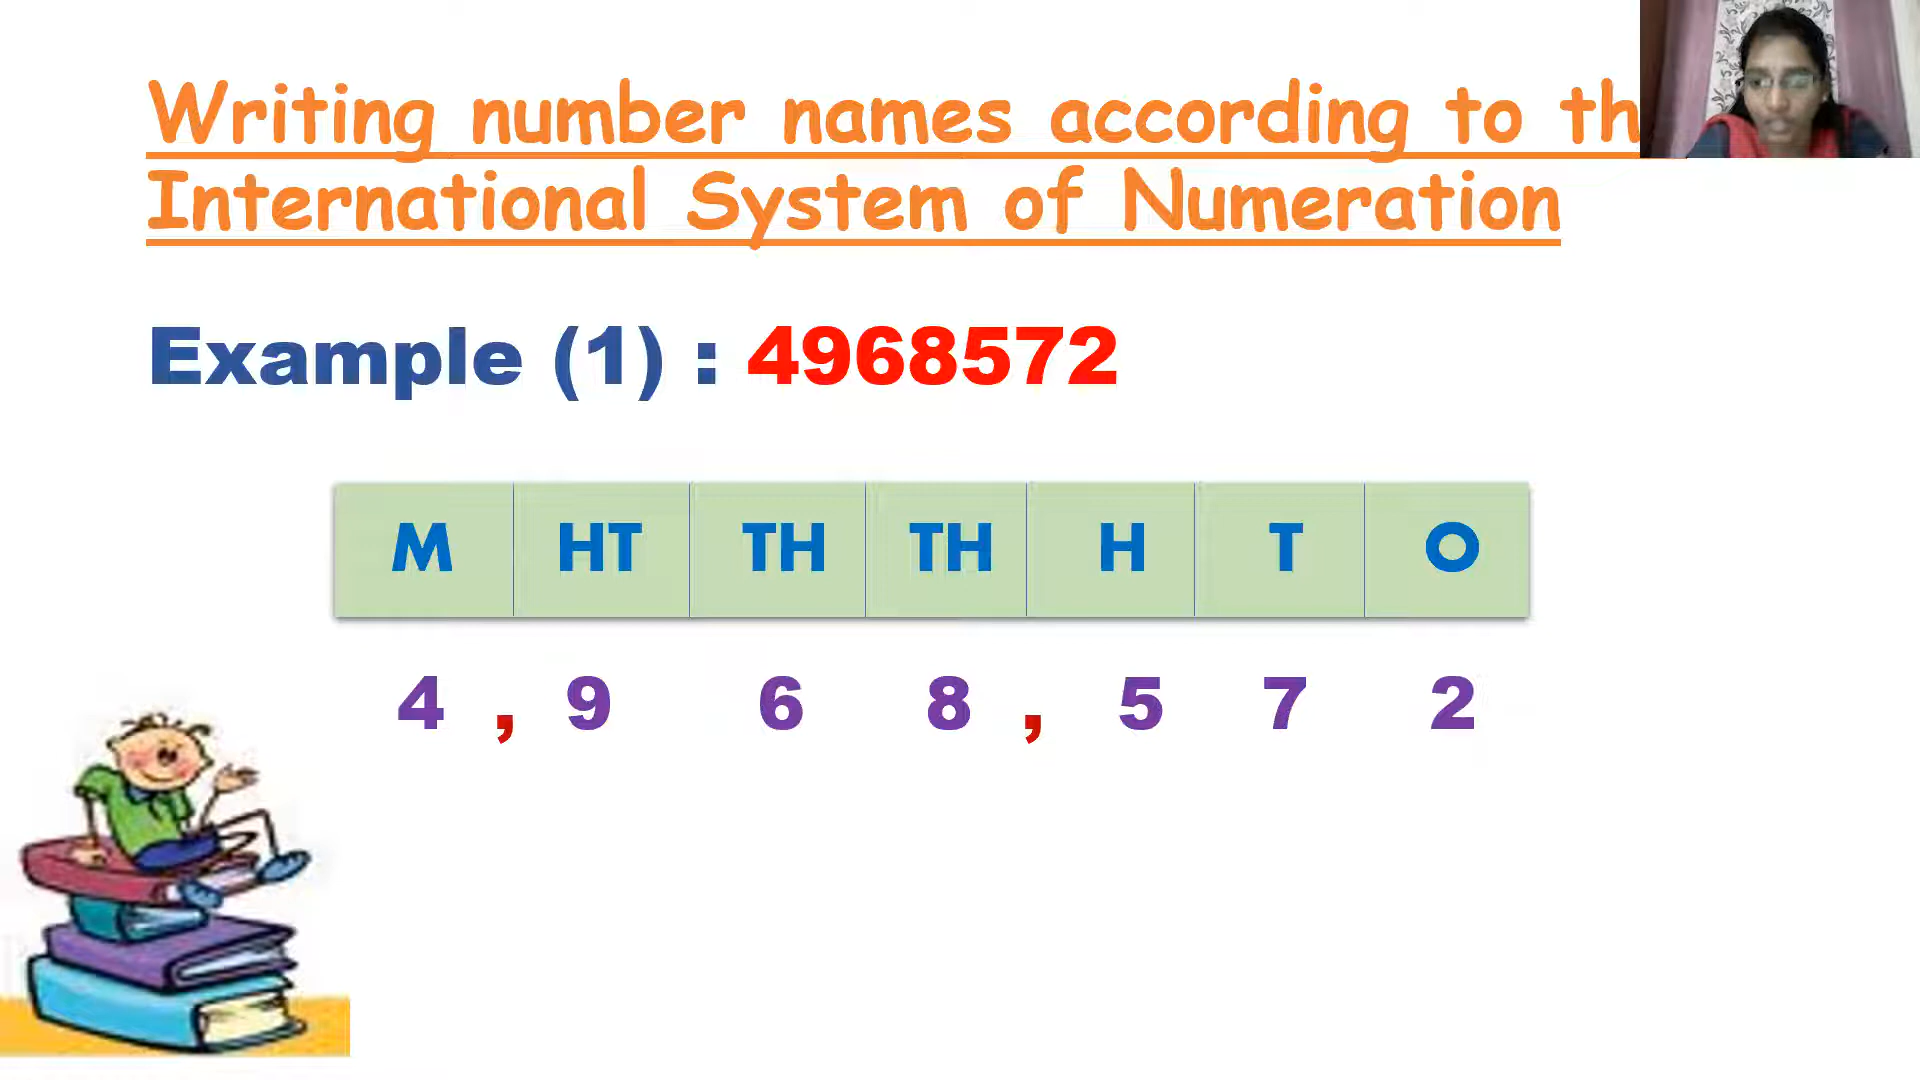 Writing number names according to th
International System of Numeration
Example (1) : 4968572
M HT TH TH H T O
4 , 9 6 8 , 5 7 2